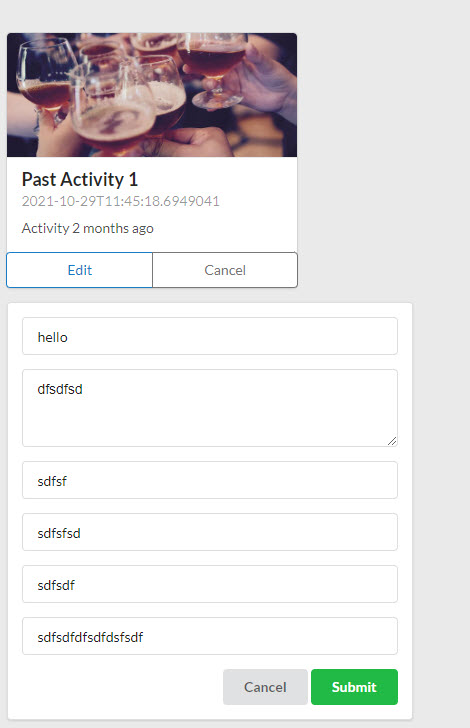 Past Activity 1
2021-10-29T11:45:18.6949041
Activity 2 months ago
Edit Cancel
hello
dfsdfsd
sdfsf
sdfsfsd
sdfsdf
sdfsdfdfsdfdsfsdf
Cancel Submit